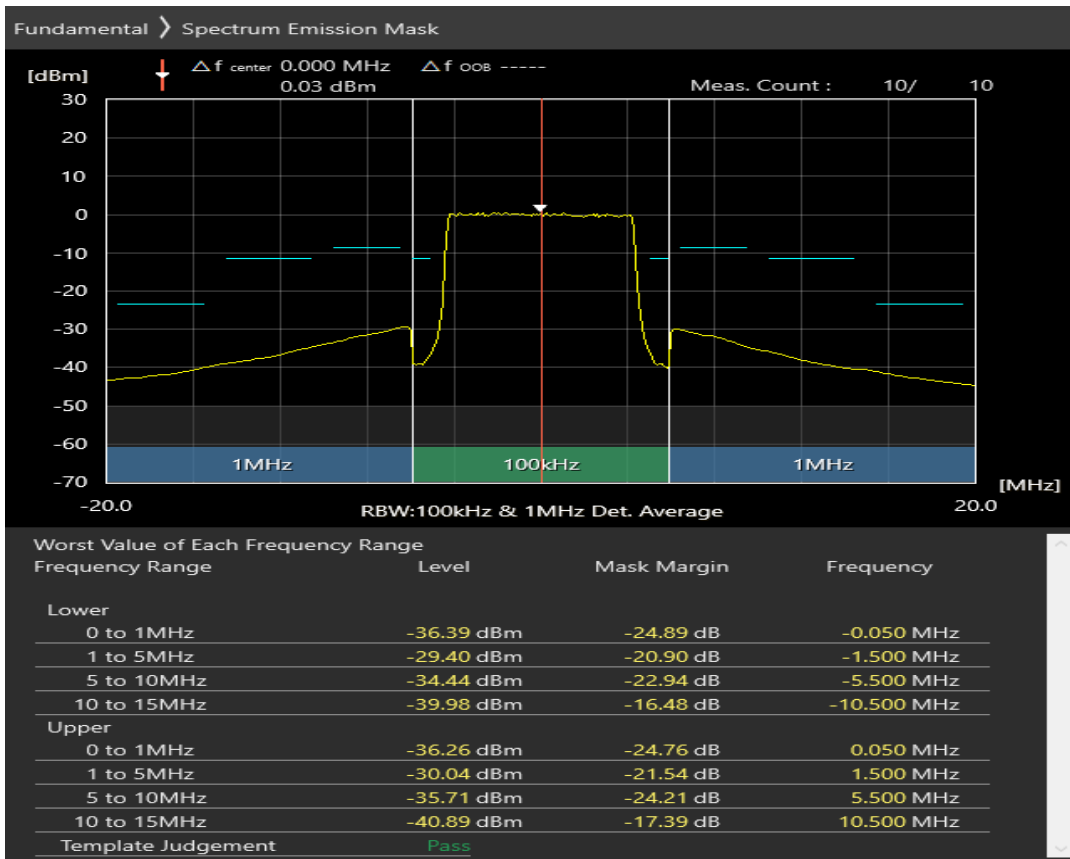 Fundamental 〉 Spectrum Emission Mask
[dBm] Δf center 0.000 MHz Δf OOB -----
0.03 dBm Meas. Count : 10/ 10
30
20
10
0
-10
-20
-30
-40
-50
-60
1MHz 100kHz 1MHz
-70
[MHz]
-20.0 RBW:100kHz & 1MHz Det. Average 20.0
Worst Value of Each Frequency Range
Frequency Range Level Mask Margin Frequency
Lower
0 to 1MHz -36.39 dBm -24.89 dB -0.050 MHz
1 to 5MHz -29.40 dBm -20.90 dB -1.500 MHz
5 to 10MHz -34.44 dBm -22.94 dB -5.500 MHz
10 to 15MHz -39.98 dBm -16.48 dB -10.500 MHz
Upper
0 to 1MHz -36.26 dBm -24.76 dB 0.050 MHz
1 to 5MHz -30.04 dBm -21.54 dB 1.500 MHz
5 to 10MHz -35.71 dBm -24.21 dB 5.500 MHz
10 to 15MHz -40.89 dBm -17.39 dB 10.500 MHz
Template Judgement Pass